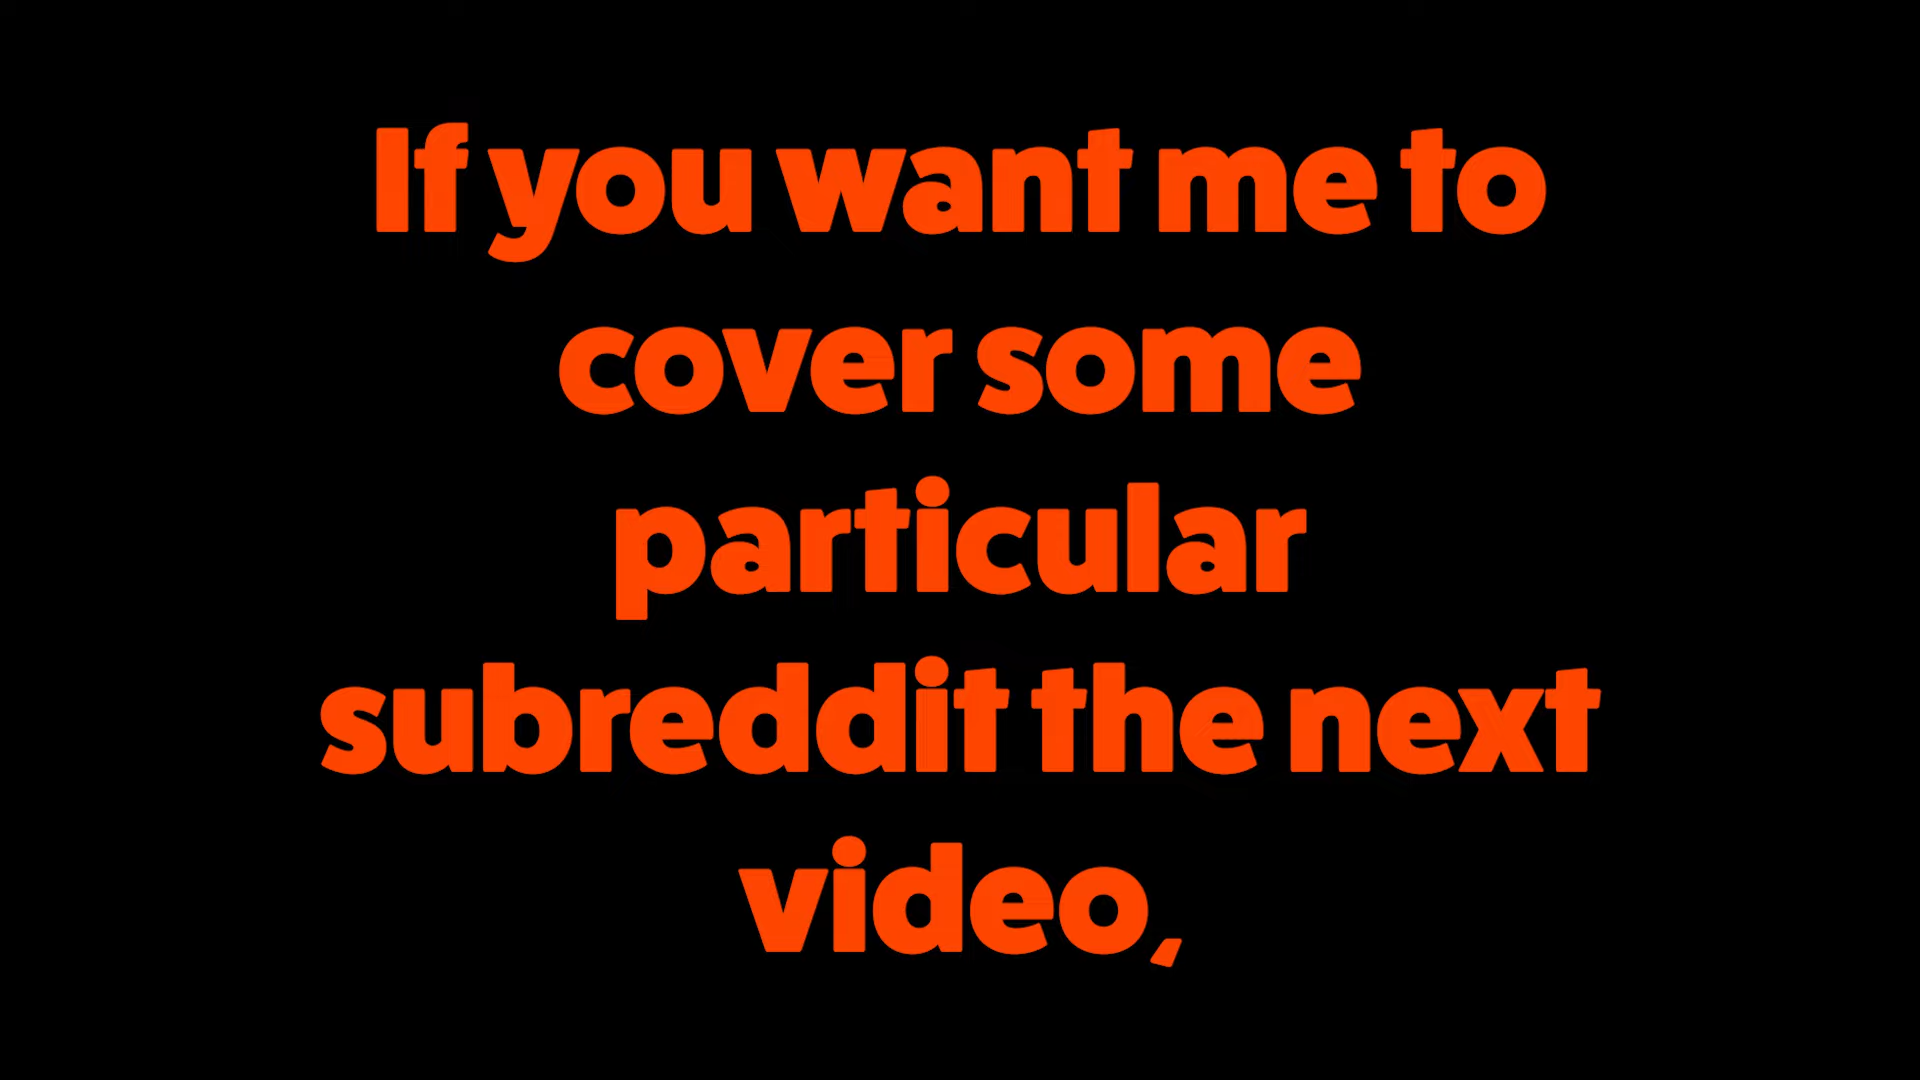 If you want me to
cover some
particular
subreddit the next
video,